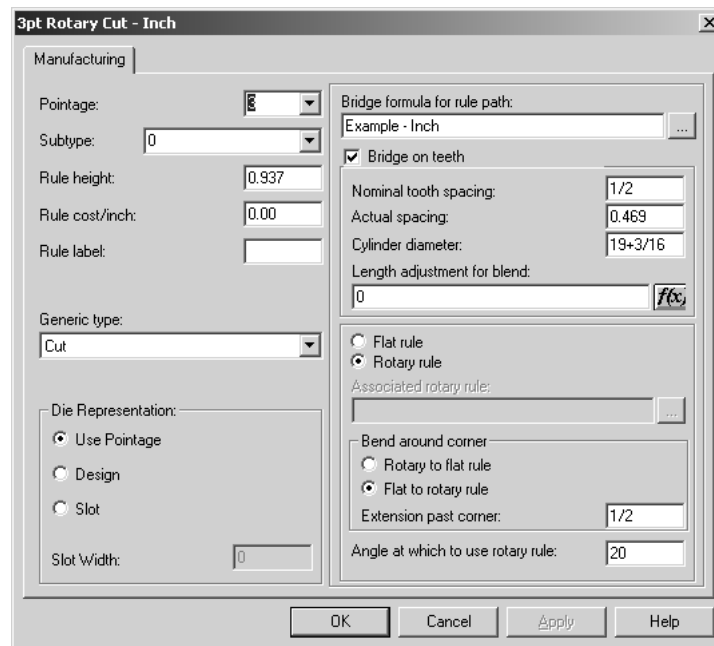 3pt Rotary Cut - Inch
Manufacturing
Pointage: 3
Subtype: 0
Rule height: 0.937
Rule cost/inch: 0.00
Rule label:
Generic type:
Cut
Die Representation:
Use Pointage
Design
Slot
Slot Width: 0
Bridge formula for rule path:
Example - Inch ...
Bridge on teeth
Nominal tooth spacing: 1/2
Actual spacing: 0.469
Cylinder diameter: 19+3/16
Length adjustment for blend:
0 f(x)
Flat rule
Rotary rule
Associated rotary rule:
...
Bend around corner
Rotary to flat rule
Flat to rotary rule
Extension past corner: 1/2
Angle at which to use rotary rule: 20
OK Cancel Apply Help